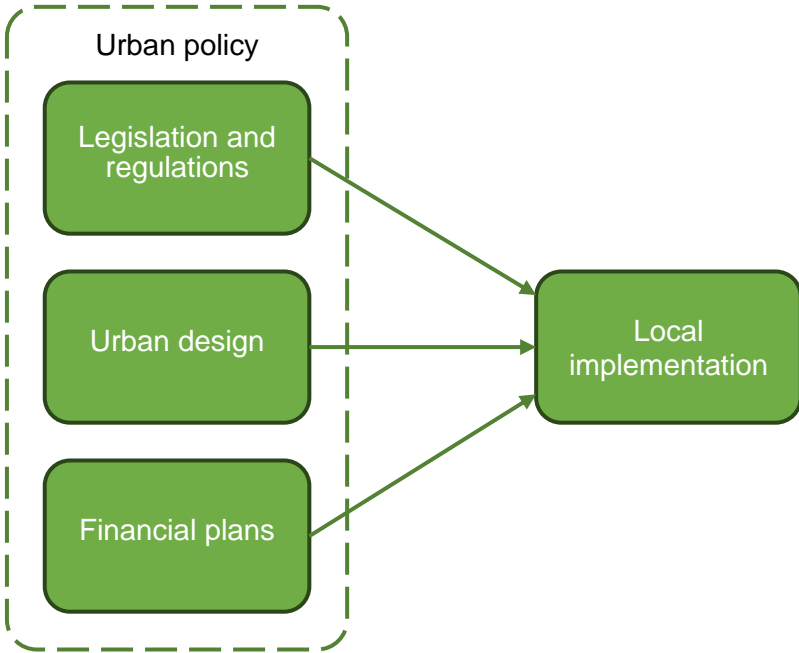 Urban policy
Legislation and
regulations
Urban design
Local
implementation
Financial plans